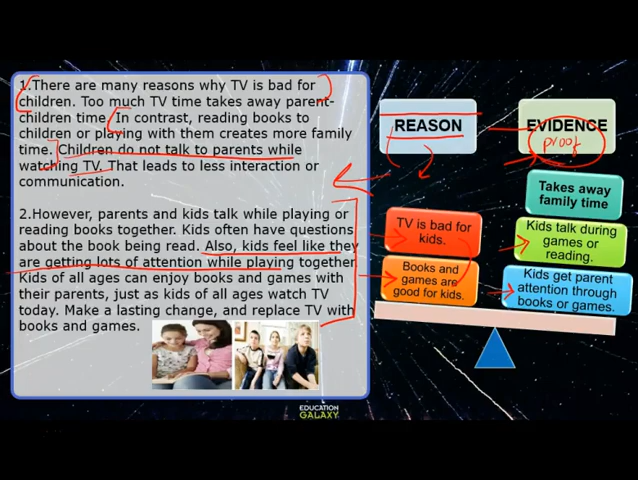 1.There are many reasons why TV is bad for
children. Too much TV time takes away parent-
children time. In contrast, reading books to
children or playing with them creates more family
time. Children do not talk to parents while
watching TV. That leads to less interaction or
communication.
2.However, parents and kids talk while playing or
reading books together. Kids often have questions
about the book being read. Also, kids feel like they
are getting lots of attention while playing together.
Kids of all ages can enjoy books and games with
their parents, just as kids of all ages watch TV
today. Make a lasting change, and replace TV with
books and games.
REASON
TV is bad for
kids.
Books and
games are
good for kids.
EVIDENCE
proof
Takes away
family time
Kids talk during
games or
reading.
Kids get parent
attention through
books or games.
EDUCATION
GALAXY